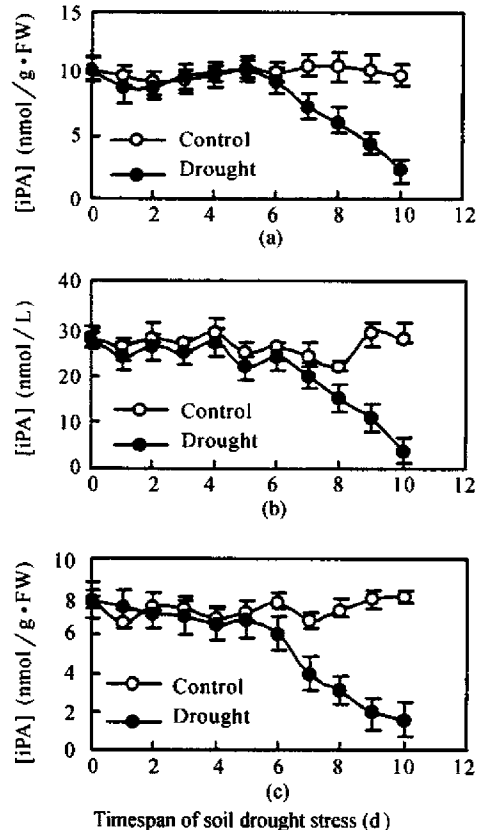 15
10
5
0
[iPA] (nmol/g•FW)
Control
Drought
0 2 4 6 8 10 12
(a)
40
30
20
10
0
[iPA] (nmol/L)
Control
Drought
0 2 4 6 8 10 12
(b)
10
8
6
4
2
0
[iPA] (nmol/g•FW)
Control
Drought
0 2 4 6 8 10 12
(c)
Timespan of soil drought stress (d)